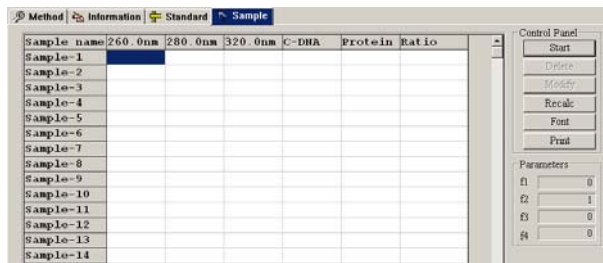 Method Information Standard Sample
Sample name 260.0nm 280.0nm 320.0nm C-DNA Protein Ratio
Sample-1
Sample-2
Sample-3
Sample-4
Sample-5
Sample-6
Sample-7
Sample-8
Sample-9
Sample-10
Sample-11
Sample-12
Sample-13
Sample-14
Control Panel
Start
Delete
Modify
Recalc
Font
Print
Parameters
f1 0
f2 1
f3 0
f4 0